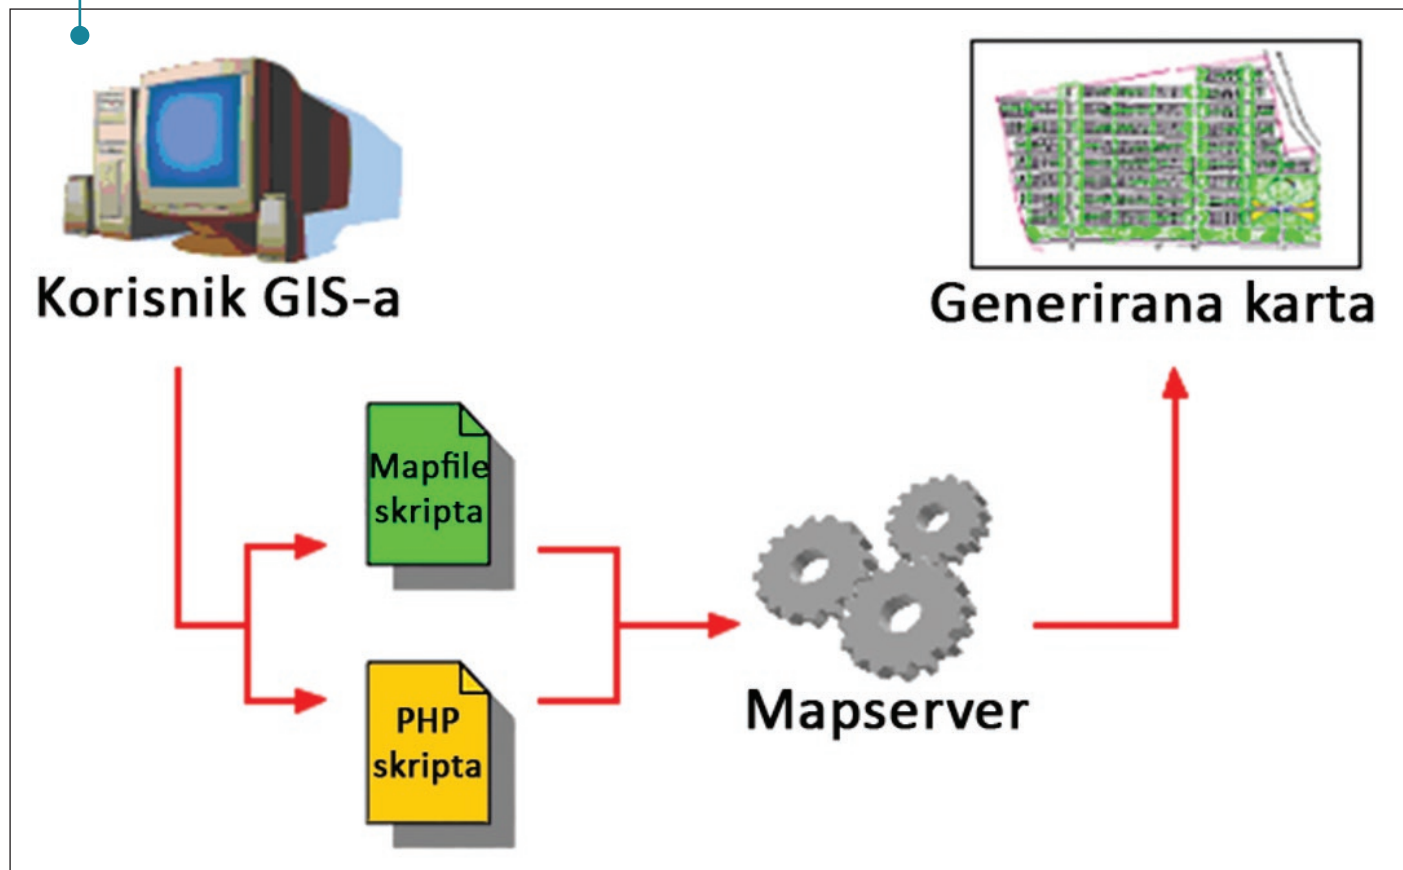 Korisnik GIS-a
Generirana karta
Mapfile
skripta
PHP
skripta
Mapserver